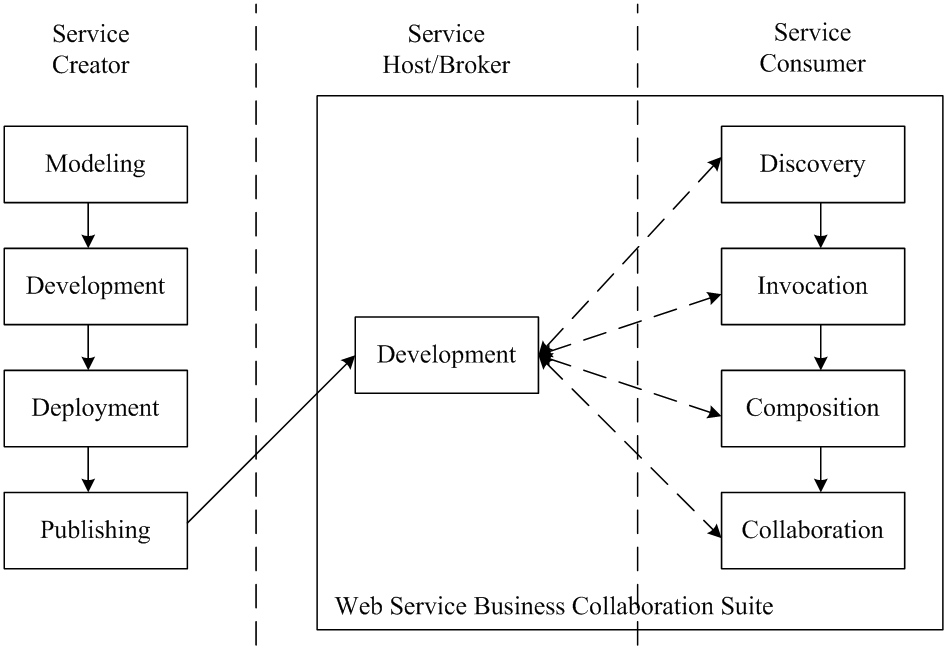 Service
Creator
Service
Host/Broker
Service
Consumer
Modeling
Development
Deployment
Publishing
Development
Discovery
Invocation
Composition
Collaboration
Web Service Business Collaboration Suite